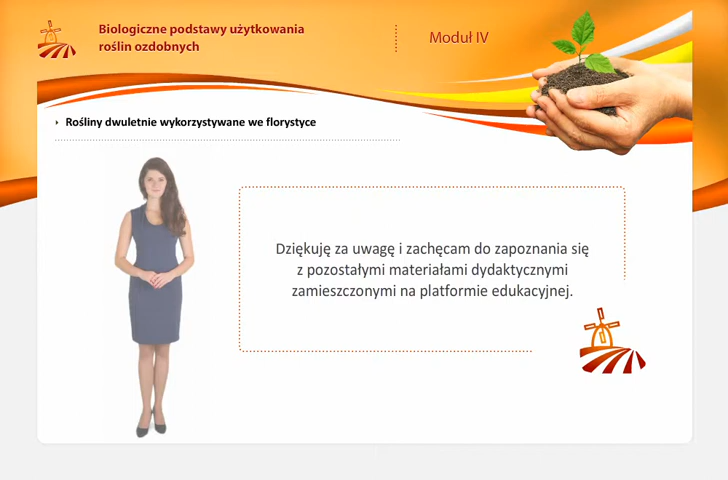 Biologiczne podstawy użytkowania
roślin ozdobnych
Moduł IV
Rośliny dwuletnie wykorzystywane we florystyce
Dziękuję za uwagę i zachęcam do zapoznania się
z pozostałymi materiałami dydaktycznymi
zamieszczonymi na platformie edukacyjnej.